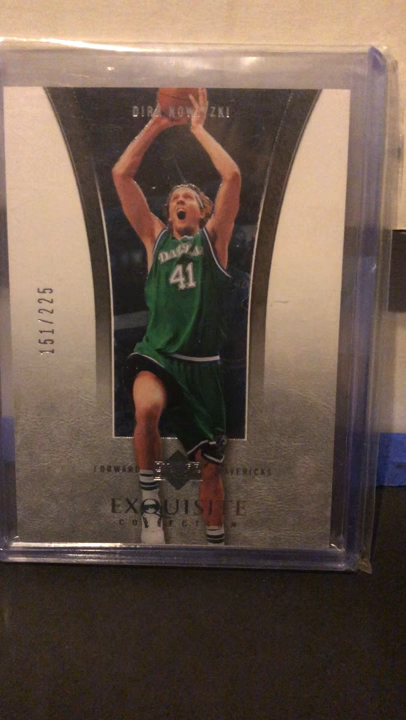 DIRK NOWITZKI
DALLAS
41
151/225
FORWARD MAVERICKS
EXQUISITE
COLLECTION